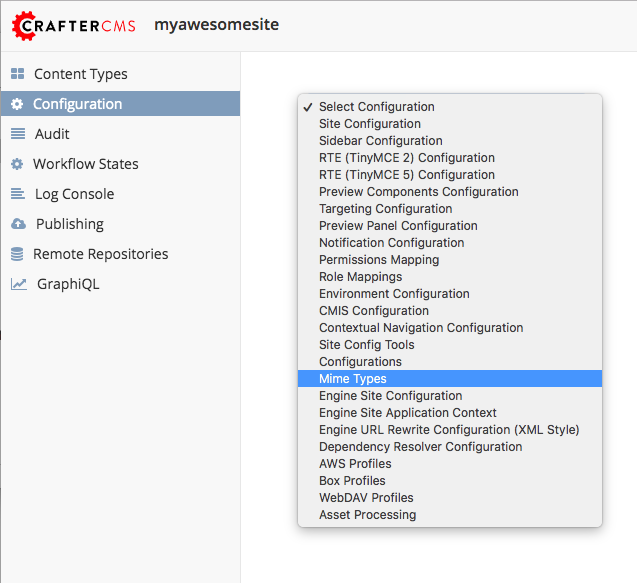 CRAFTERCMS myawesomesite
Content Types
Configuration
Audit
Workflow States
Log Console
Publishing
Remote Repositories
GraphiQL
✓ Select Configuration
Site Configuration
Sidebar Configuration
RTE (TinyMCE 2) Configuration
RTE (TinyMCE 5) Configuration
Preview Components Configuration
Targeting Configuration
Preview Panel Configuration
Notification Configuration
Permissions Mapping
Role Mappings
Environment Configuration
CMIS Configuration
Contextual Navigation Configuration
Site Config Tools
Configurations
Mime Types
Engine Site Configuration
Engine Site Application Context
Engine URL Rewrite Configuration (XML Style)
Dependency Resolver Configuration
AWS Profiles
Box Profiles
WebDAV Profiles
Asset Processing